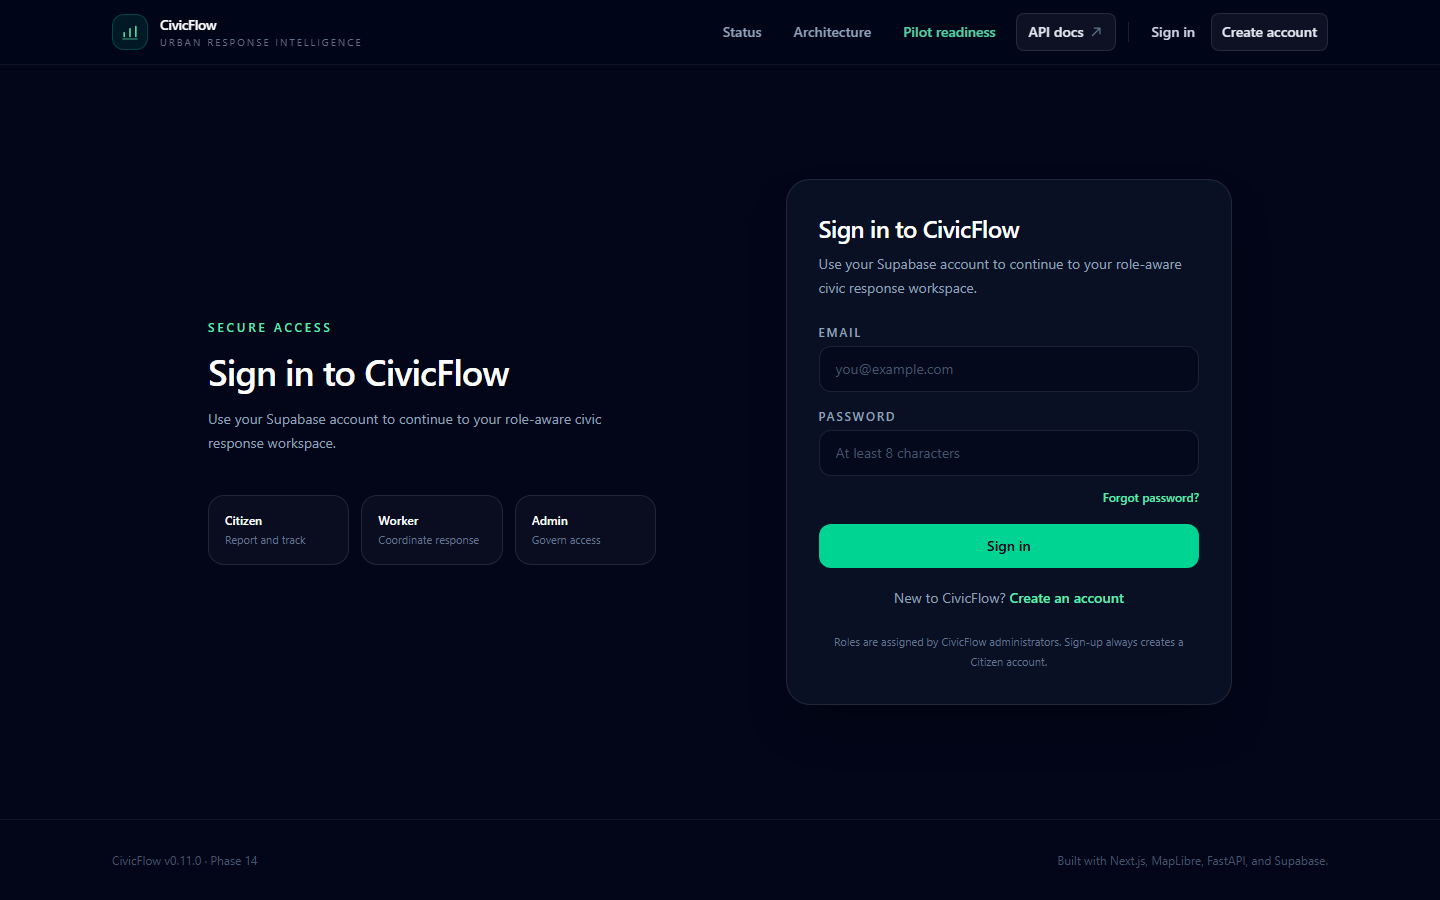 CivicFlow
URBAN RESPONSE INTELLIGENCE
Status
Architecture
Pilot readiness
API docs ↗
Sign in
Create account
SECURE ACCESS
Sign in to CivicFlow
Use your Supabase account to continue to your role-aware civic
response workspace.
Citizen
Report and track
Worker
Coordinate response
Admin
Govern access
Sign in to CivicFlow
Use your Supabase account to continue to your role-aware
civic response workspace.
EMAIL
you@example.com
PASSWORD
At least 8 characters
Forgot password?
Sign in
New to CivicFlow? Create an account
Roles are assigned by CivicFlow administrators. Sign-up always creates a
Citizen account.
CivicFlow v0.11.0 · Phase 14
Built with Next.js, MapLibre, FastAPI, and Supabase.